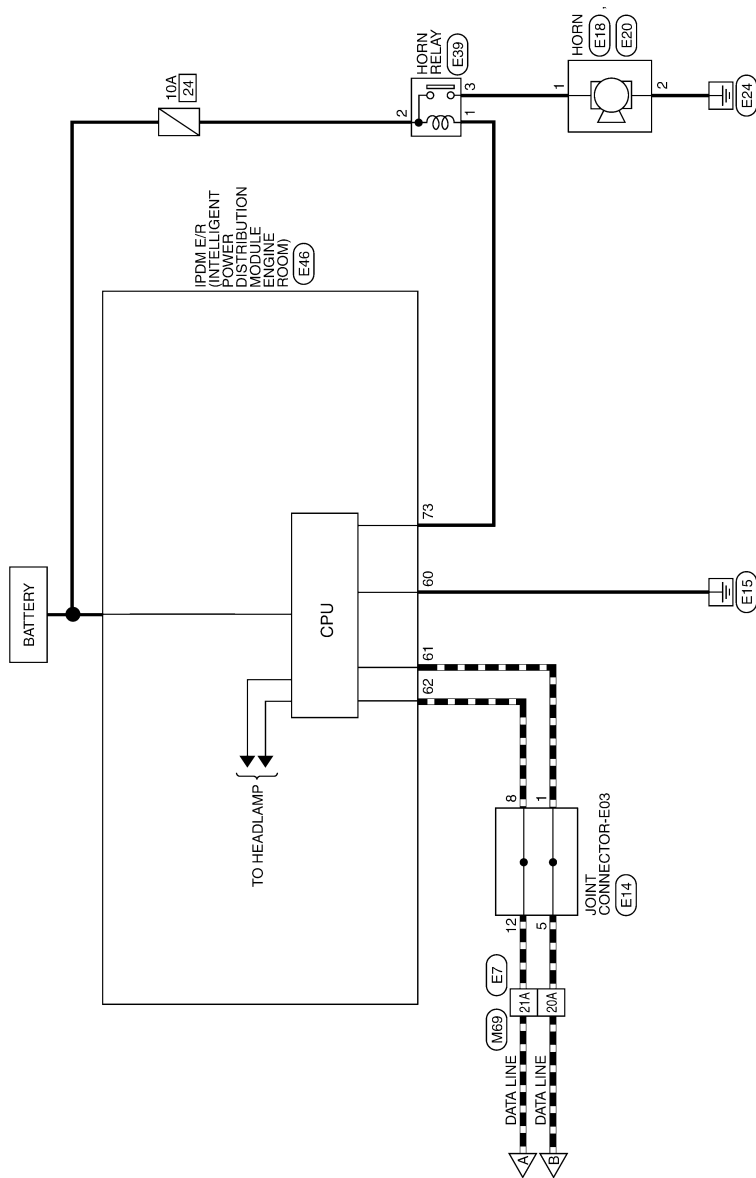 BATTERY
10A
24
HORN
RELAY
E39
2
3
1
HORN
E18
,
E20
1
2
E24
IPDM E/R
(INTELLIGENT
POWER
DISTRIBUTION
MODULE
ENGINE
ROOM)
E46
CPU
TO HEADLAMP
62
61
60
73
E15
8
1
12
5
JOINT
CONNECTOR-E03
E14
M69
E7
21A
20A
DATA LINE
DATA LINE
A
B